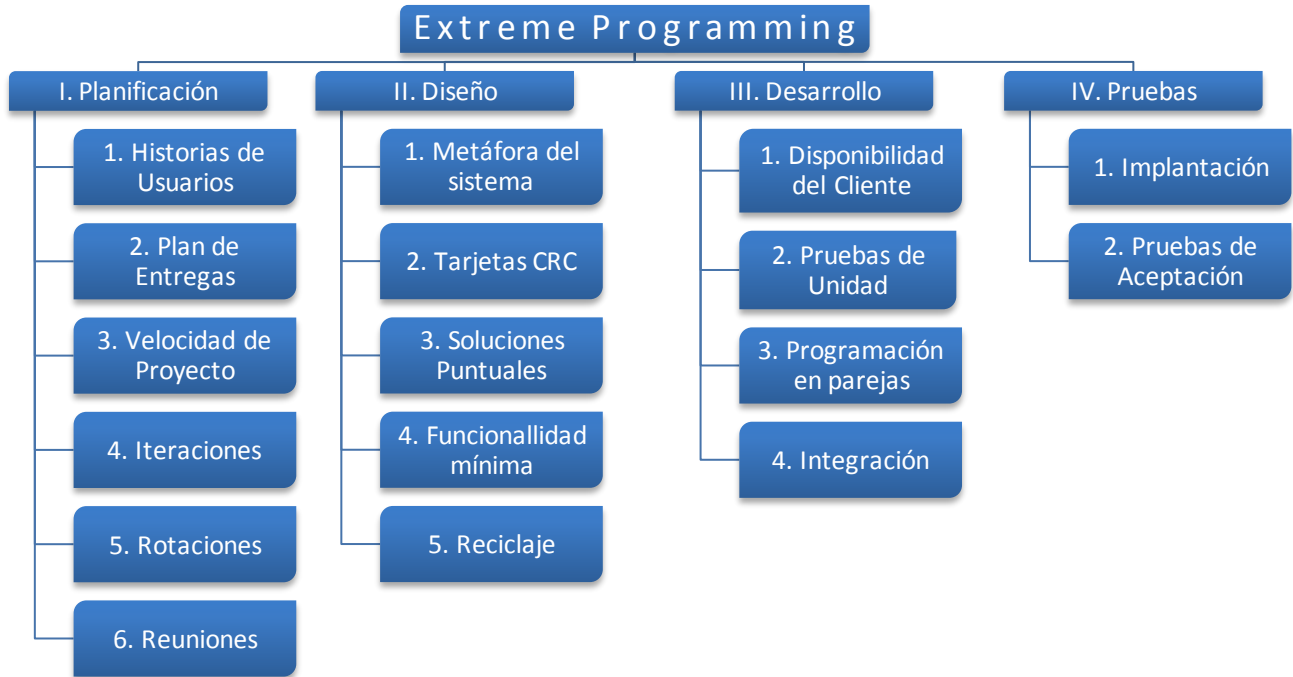 Extreme Programming
I. Planificación
1. Historias de
Usuarios
2. Plan de
Entregas
3. Velocidad de
Proyecto
4. Iteraciones
5. Rotaciones
6. Reuniones
II. Diseño
1. Metáfora del
sistema
2. Tarjetas CRC
3. Soluciones
Puntuales
4. Funcionallidad
mínima
5. Reciclaje
III. Desarrollo
1. Disponibilidad
del Cliente
2. Pruebas de
Unidad
3. Programación
en parejas
4. Integración
IV. Pruebas
1. Implantación
2. Pruebas de
Aceptación